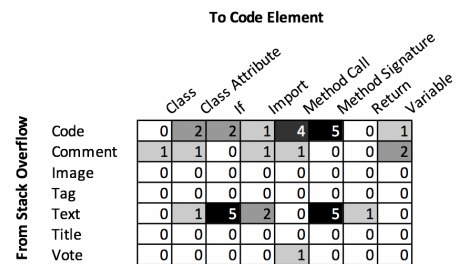 To Code Element
Class
Class Attribute
If
Import
Method Call
Method Signature
Return
Variable
From Stack Overflow
Code 0 2 2 1 4 5 0 1
Comment 1 1 0 1 1 0 0 2
Image 0 0 0 0 0 0 0 0
Tag 0 0 0 0 0 0 0 0
Text 0 1 5 2 0 5 1 0
Title 0 0 0 0 0 0 0 0
Vote 0 0 0 0 1 0 0 0